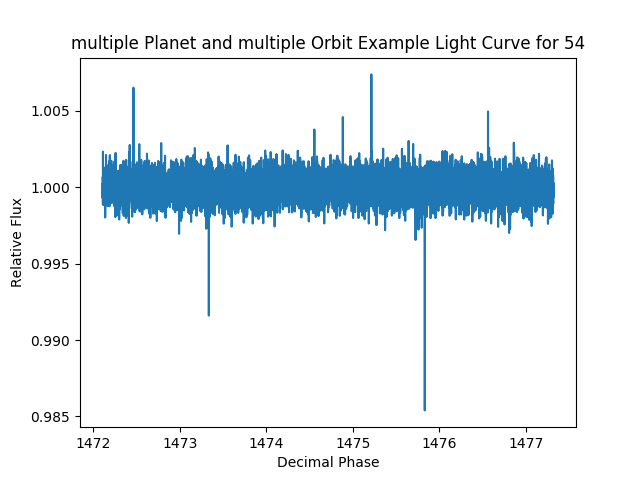 multiple Planet and multiple Orbit Example Light Curve for 54
1.005
1.000
0.995
0.990
0.985
Relative Flux
1472 1473 1474 1475 1476 1477
Decimal Phase